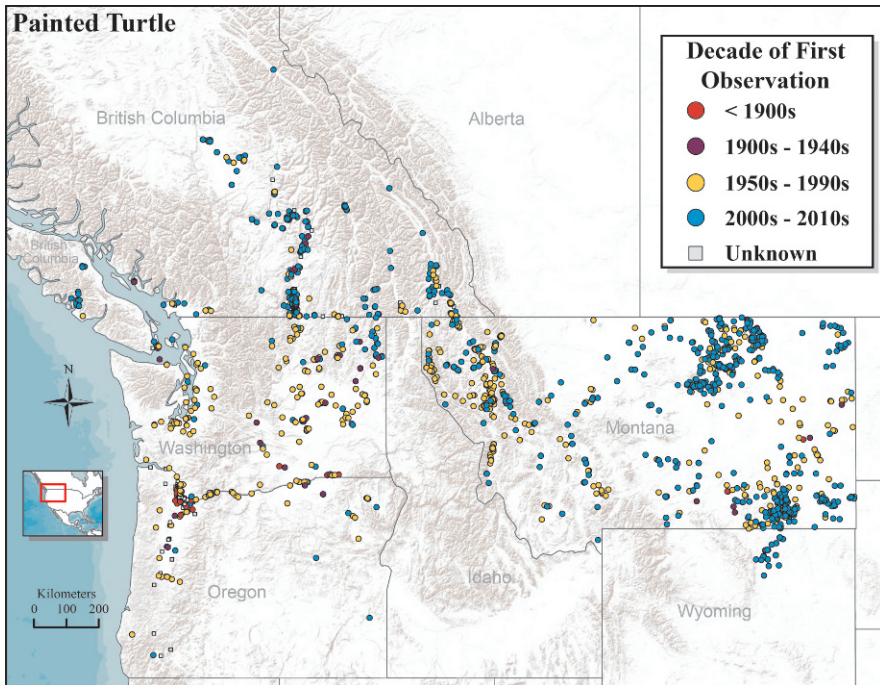 Painted Turtle
Decade of First
Observation
< 1900s
1900s - 1940s
1950s - 1990s
2000s - 2010s
Unknown
British Columbia
Alberta
British
Columbia
N
Washington
Montana
Oregon
Idaho
Wyoming
Kilometers
0 100 200